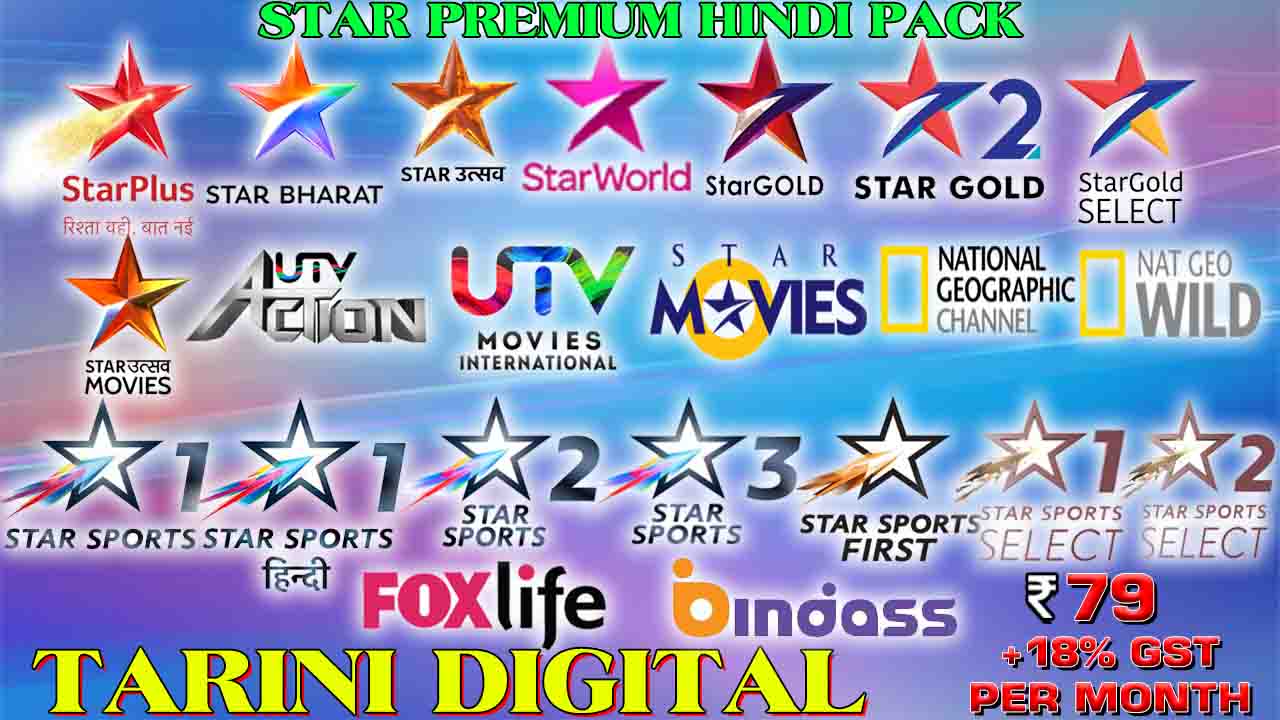 STAR PREMIUM HINDI PACK
StarPlus
रिश्ता वही, बात नई
STAR BHARAT
STAR उत्सव
StarWorld
StarGOLD
2
STAR GOLD
StarGold
SELECT
STAR उत्सव
MOVIES
UTV
ACTION
UTV
MOVIES
INTERNATIONAL
STAR
MOVIES
NATIONAL
GEOGRAPHIC
CHANNEL
NAT GEO
WILD
1
STAR SPORTS
1
STAR SPORTS
हिन्दी
2
STAR
SPORTS
3
STAR
SPORTS
STAR SPORTS
FIRST
1
STAR SPORTS
SELECT
2
STAR SPORTS
SELECT
FOXlife
bindass
₹ 79
+18% GST
PER MONTH
TARINI DIGITAL